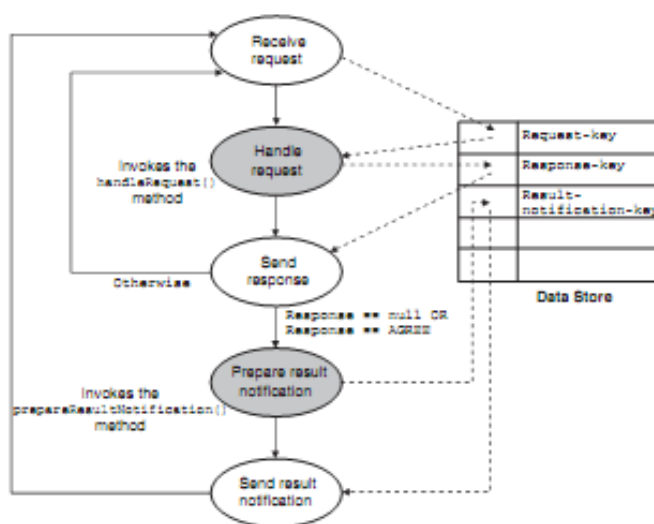 Receive
request
Request-key
Handle
request
Invokes the
handleRequest()
method
Response-key
Result-
notification-key
Send
response
Otherwise
Data Store
Response == null OR
Response == AGREE
Prepare result
notification
Invokes the
prepareResultNotification()
method
Send result
notification